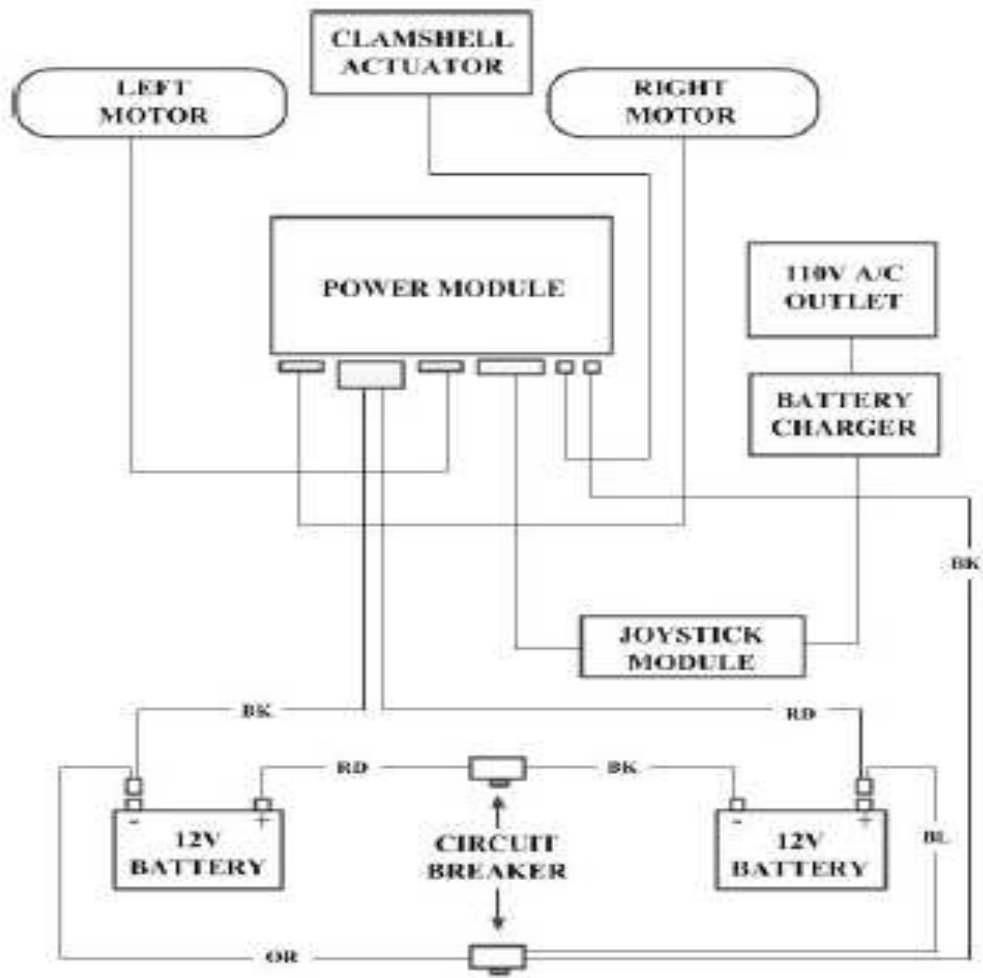 CLAMSHELL
ACTUATOR
LEFT
MOTOR
RIGHT
MOTOR
POWER MODULE
110V A/C
OUTLET
BATTERY
CHARGER
BK
JOYSTICK
MODULE
BK
RD
RD
BK
- +
- +
12V
BATTERY
CIRCUIT
BREAKER
12V
BATTERY
BL
OR